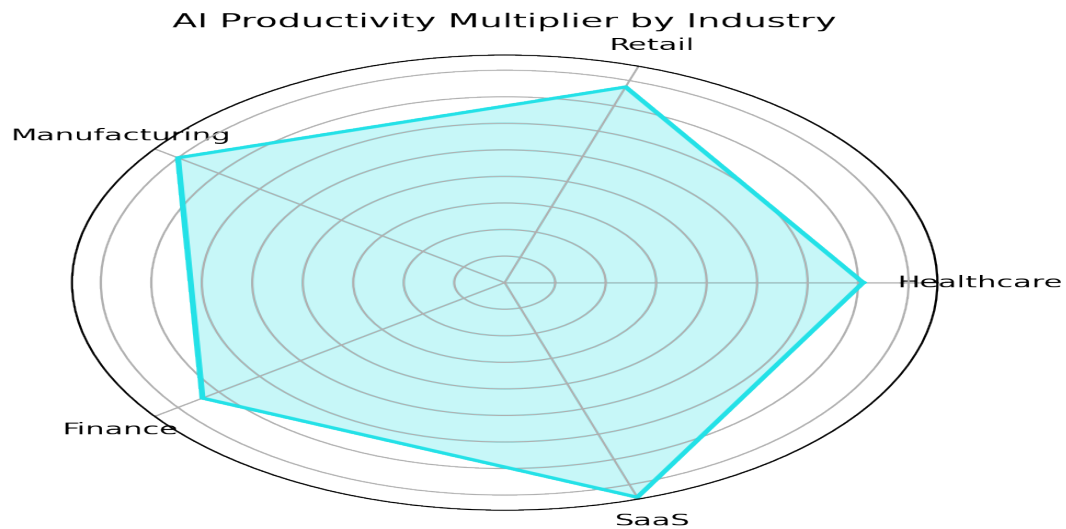 AI Productivity Multiplier by Industry
Retail
Manufacturing
Healthcare
Finance
SaaS